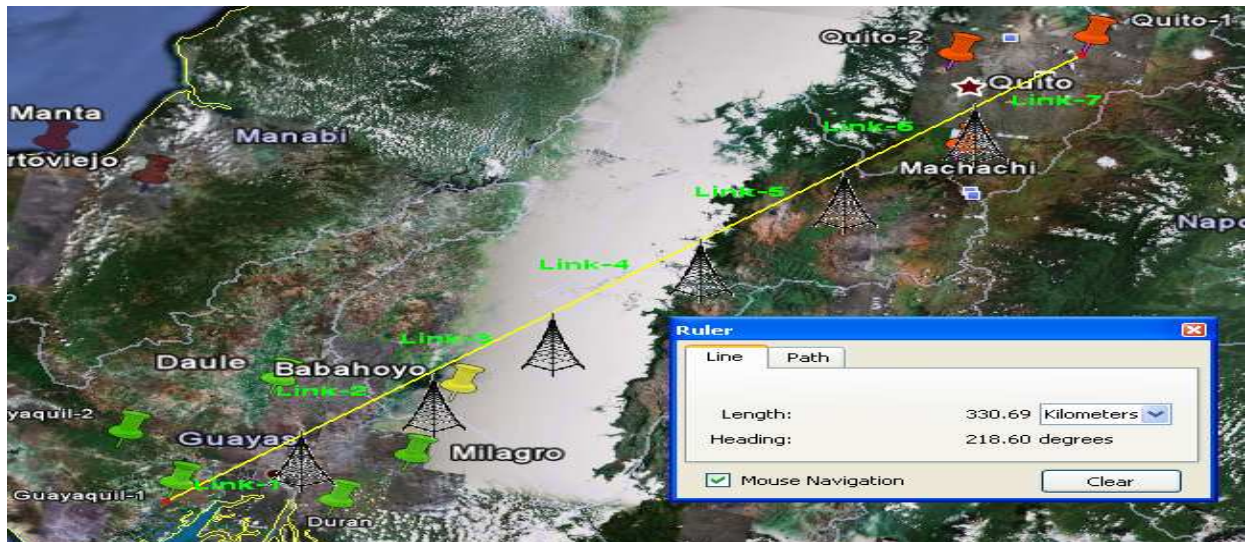 Quito-1
Quito-2
Quito
Link-7
Manta
Manabi
Link-6
rtoviejo
Machachi
Link-5
Napo
Link-4
Ruler
Line Path
Link-3
Daule
Babahoyo
Link-2
Length: 330.69 Kilometers
yaquil-2
Guayas
Heading: 218.60 degrees
Milagro
Mouse Navigation Clear
Link-1
Guayaquil-1
Duran